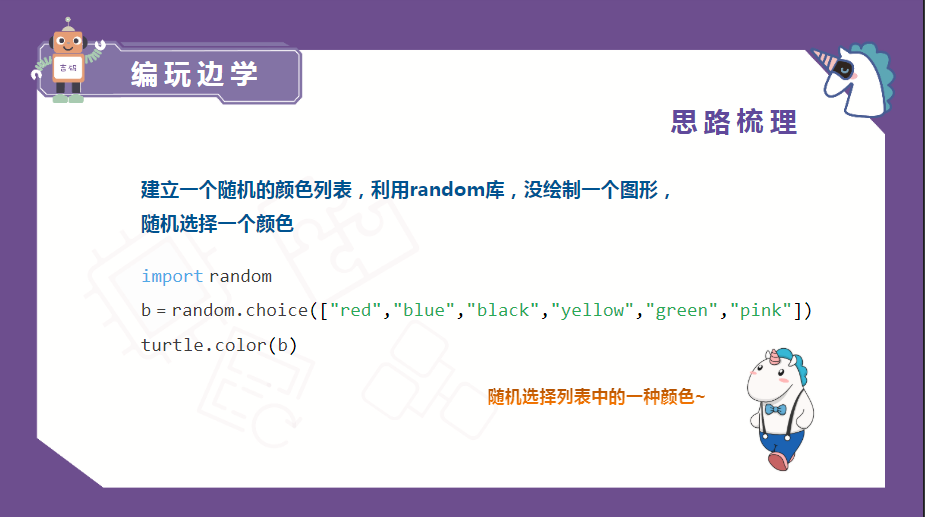 编玩边学
思路梳理
建立一个随机的颜色列表，利用random库，没绘制一个图形，
随机选择一个颜色
import random
b = random.choice(["red","blue","black","yellow","green","pink"])
turtle.color(b)
随机选择列表中的一种颜色~